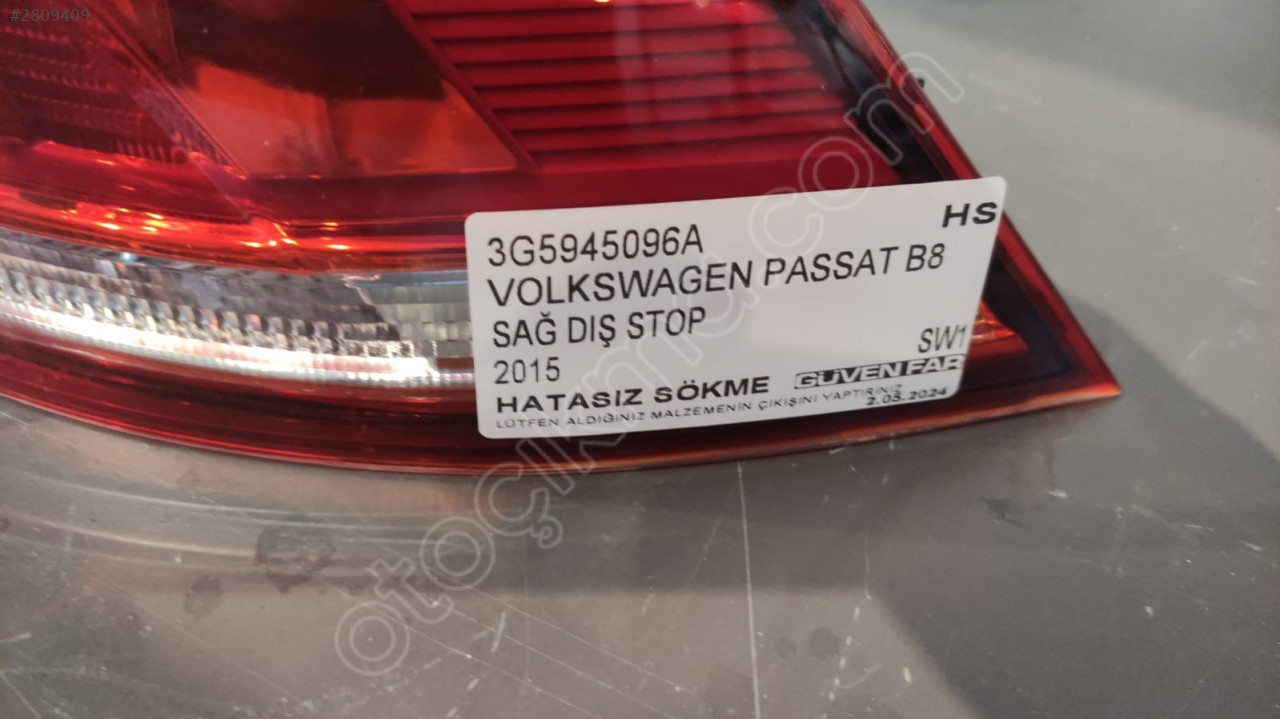 #2809409
HS
3G5945096A
VOLKSWAGEN PASSAT B8
SAĞ DIŞ STOP
SW1
2015
GÜVEN FAR
HATASIZ SÖKME
LÜTFEN ALDIĞINIZ MALZEMENİN ÇIKIŞINI YAPTIRINIZ
2.05.2024
otoçıkma.com